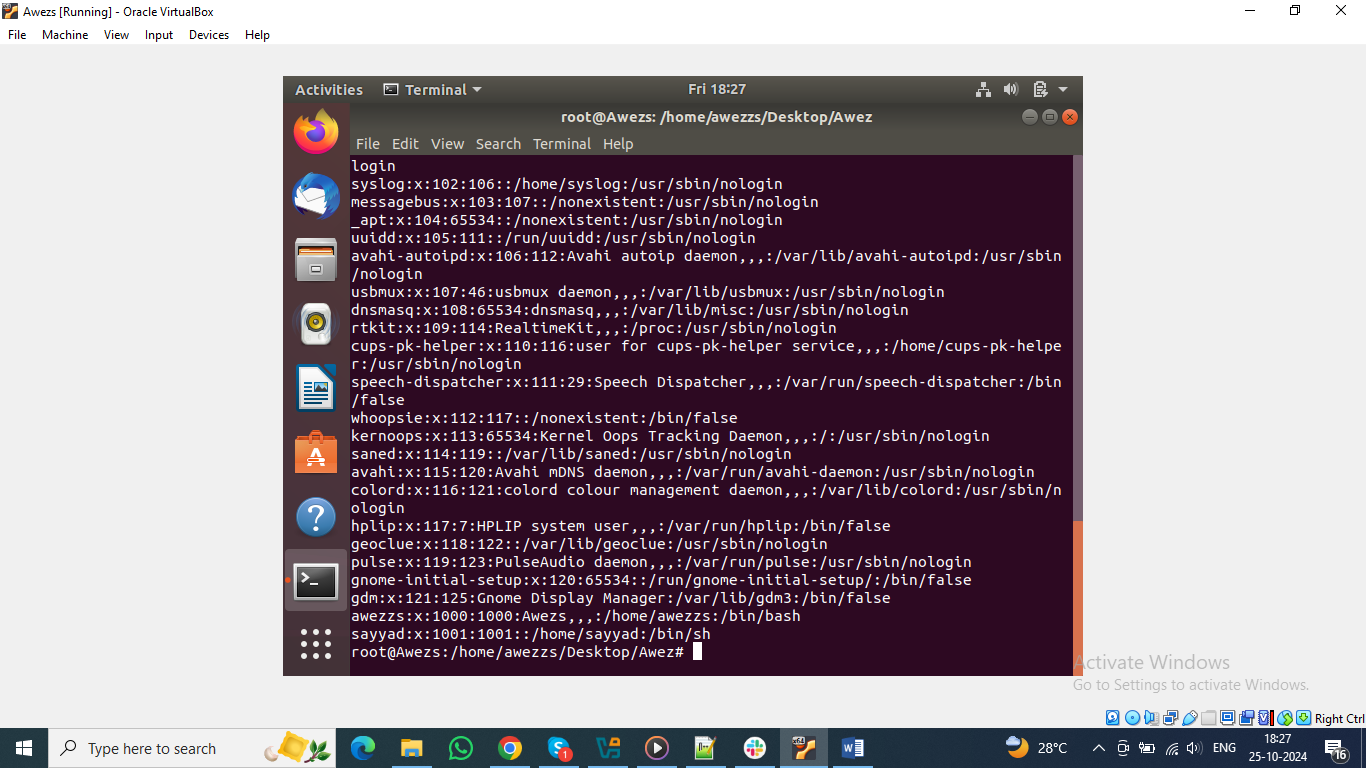 Awezs [Running] - Oracle VirtualBox
File Machine View Input Devices Help
Activities Terminal Fri 18:27
root@Awezs: /home/awezzs/Desktop/Awez
File Edit View Search Terminal Help
login
syslog:x:102:106::/home/syslog:/usr/sbin/nologin
messagebus:x:103:107::/nonexistent:/usr/sbin/nologin
_apt:x:104:65534::/nonexistent:/usr/sbin/nologin
uuidd:x:105:111::/run/uuidd:/usr/sbin/nologin
avahi-autoipd:x:106:112:Avahi autoip daemon,,,:/var/lib/avahi-autoipd:/usr/sbin
/nologin
usbmux:x:107:46:usbmux daemon,,,:/var/lib/usbmux:/usr/sbin/nologin
dnsmasq:x:108:65534:dnsmasq,,,:/var/lib/misc:/usr/sbin/nologin
rtkit:x:109:114:RealtimeKit,,,:/proc:/usr/sbin/nologin
cups-pk-helper:x:110:116:user for cups-pk-helper service,,,:/home/cups-pk-helpe
r:/usr/sbin/nologin
speech-dispatcher:x:111:29:Speech Dispatcher,,,:/var/run/speech-dispatcher:/bin
/false
whoopsie:x:112:117::/nonexistent:/bin/false
kernoops:x:113:65534:Kernel Oops Tracking Daemon,,,:/:/usr/sbin/nologin
saned:x:114:119::/var/lib/saned:/usr/sbin/nologin
avahi:x:115:120:Avahi mDNS daemon,,,:/var/run/avahi-daemon:/usr/sbin/nologin
colord:x:116:121:colord colour management daemon,,,:/var/lib/colord:/usr/sbin/n
ologin
hplip:x:117:7:HPLIP system user,,,:/var/run/hplip:/bin/false
geoclue:x:118:122::/var/lib/geoclue:/usr/sbin/nologin
pulse:x:119:123:PulseAudio daemon,,,:/var/run/pulse:/usr/sbin/nologin
gnome-initial-setup:x:120:65534::/run/gnome-initial-setup/:/bin/false
gdm:x:121:125:Gnome Display Manager:/var/lib/gdm3:/bin/false
awezzs:x:1000:1000:Awezs,,,:/home/awezzs:/bin/bash
sayyad:x:1001:1001::/home/sayyad:/bin/sh
root@Awezs:/home/awezzs/Desktop/Awez#
Activate Windows
Go to Settings to activate Windows.
Right Ctrl
Type here to search
28°C
ENG
18:27
25-10-2024
16